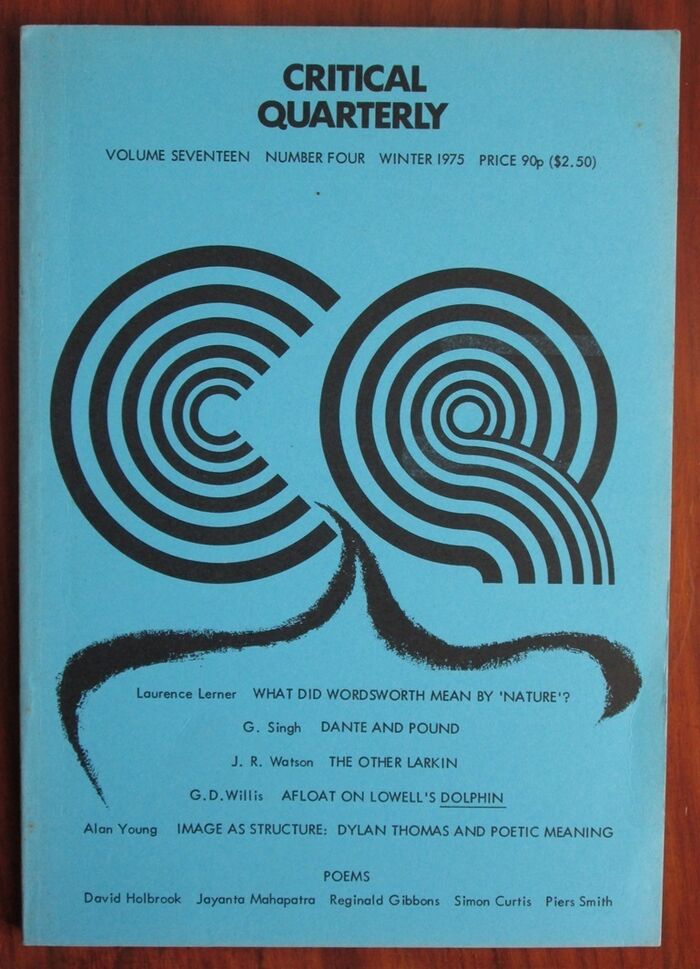 CRITICAL
QUARTERLY
VOLUME SEVENTEEN NUMBER FOUR WINTER 1975 PRICE 90p ($2.50)
CQ
Laurence Lerner WHAT DID WORDSWORTH MEAN BY 'NATURE'?
G. Singh DANTE AND POUND
J. R. Watson THE OTHER LARKIN
G.D.Willis AFLOAT ON LOWELL'S DOLPHIN
Alan Young IMAGE AS STRUCTURE: DYLAN THOMAS AND POETIC MEANING
POEMS
David Holbrook Jayanta Mahapatra Reginald Gibbons Simon Curtis Piers Smith